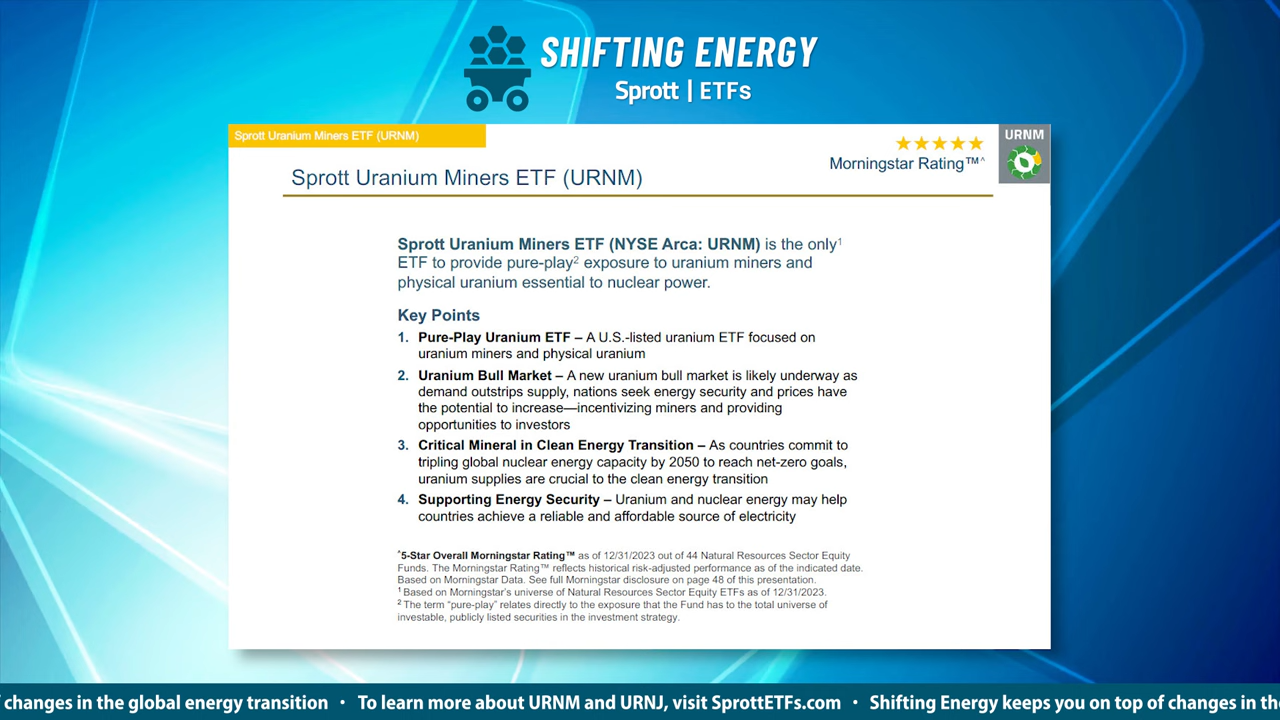 SHIFTING ENERGY
Sprott | ETFs
Sprott Uranium Miners ETF (URNM)
URNM
Morningstar Rating™^
Sprott Uranium Miners ETF (URNM)
Sprott Uranium Miners ETF (NYSE Arca: URNM) is the only¹
ETF to provide pure-play² exposure to uranium miners and
physical uranium essential to nuclear power.
Key Points
1. Pure-Play Uranium ETF – A U.S.-listed uranium ETF focused on
uranium miners and physical uranium
2. Uranium Bull Market – A new uranium bull market is likely underway as
demand outstrips supply, nations seek energy security and prices have
the potential to increase—incentivizing miners and providing
opportunities to investors
3. Critical Mineral in Clean Energy Transition – As countries commit to
tripling global nuclear energy capacity by 2050 to reach net-zero goals,
uranium supplies are crucial to the clean energy transition
4. Supporting Energy Security – Uranium and nuclear energy may help
countries achieve a reliable and affordable source of electricity
^5-Star Overall Morningstar Rating™ as of 12/31/2023 out of 44 Natural Resources Sector Equity
Funds. The Morningstar Rating™ reflects historical risk-adjusted performance as of the indicated date.
Based on Morningstar Data. See full Morningstar disclosure on page 48 of this presentation.
¹ Based on Morningstar's universe of Natural Resources Sector Equity ETFs as of 12/31/2023.
² The term “pure-play” relates directly to the exposure that the Fund has to the total universe of
investable, publicly listed securities in the investment strategy.
changes in the global energy transition • To learn more about URNM and URNJ, visit SprottETFs.com • Shifting Energy keeps you on top of changes in the